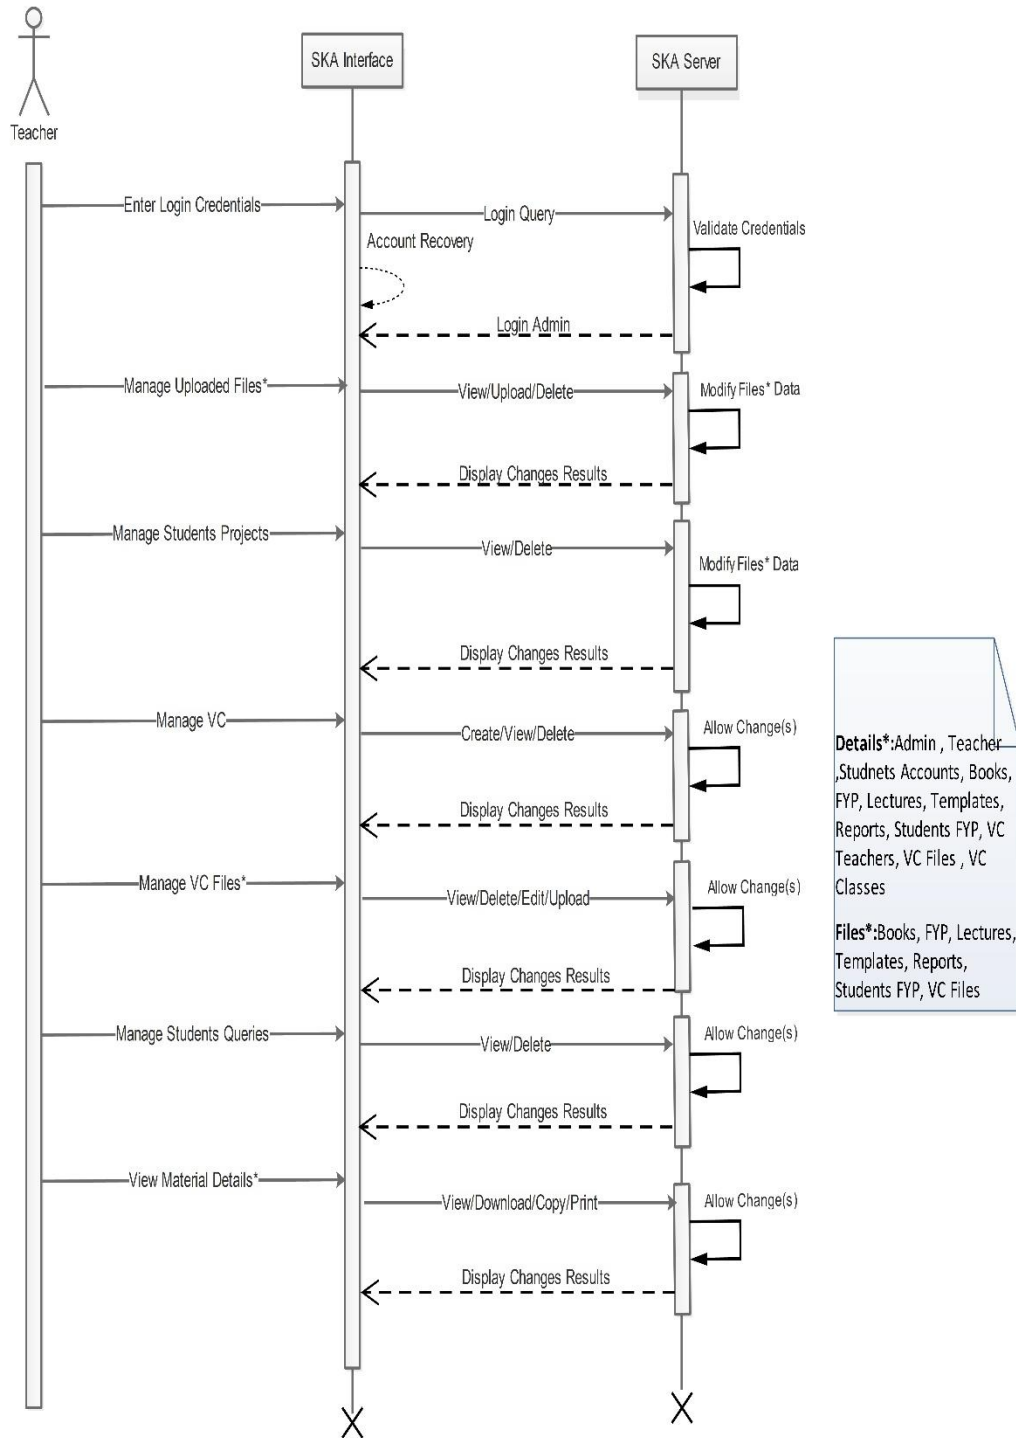 SKA Interface
SKA Server
Teacher
Enter Login Credentials
Login Query
Validate Credentials
Account Recovery
Login Admin
Manage Uploaded Files*
View/Upload/Delete
Modify Files* Data
Display Changes Results
Manage Students Projects
View/Delete
Modify Files* Data
Display Changes Results
Manage VC
Create/View/Delete
Allow Change(s)
Display Changes Results
Manage VC Files*
View/Delete/Edit/Upload
Allow Change(s)
Display Changes Results
Manage Students Queries
View/Delete
Allow Change(s)
Display Changes Results
View Material Details*
View/Download/Copy/Print
Allow Change(s)
Display Changes Results
Details*:Admin , Teacher
,Studnets Accounts, Books,
FYP, Lectures, Templates,
Reports, Students FYP, VC
Teachers, VC Files , VC
Classes
Files*:Books, FYP, Lectures,
Templates, Reports,
Students FYP, VC Files